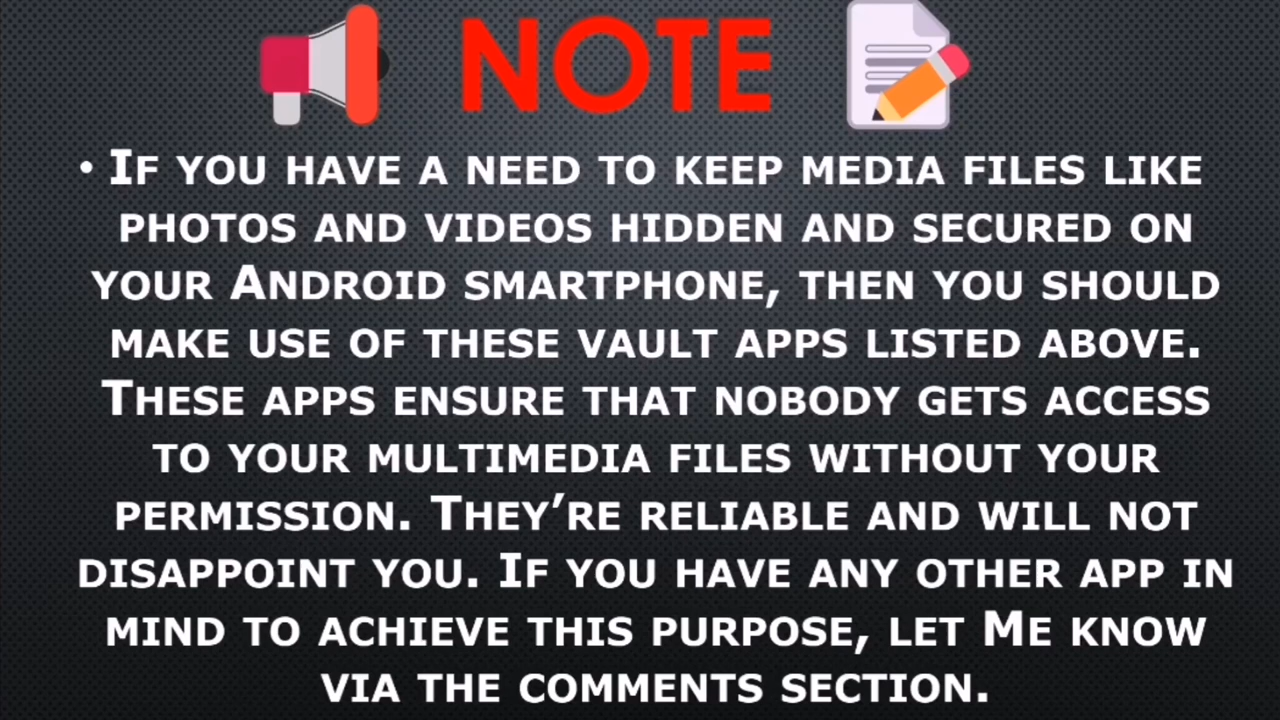 NOTE
• If you have a need to keep media files like
photos and videos hidden and secured on
your Android smartphone, then you should
make use of these vault apps listed above.
These apps ensure that nobody gets access
to your multimedia files without your
permission. They’re reliable and will not
disappoint you. If you have any other app in
mind to achieve this purpose, let Me know
via the comments section.